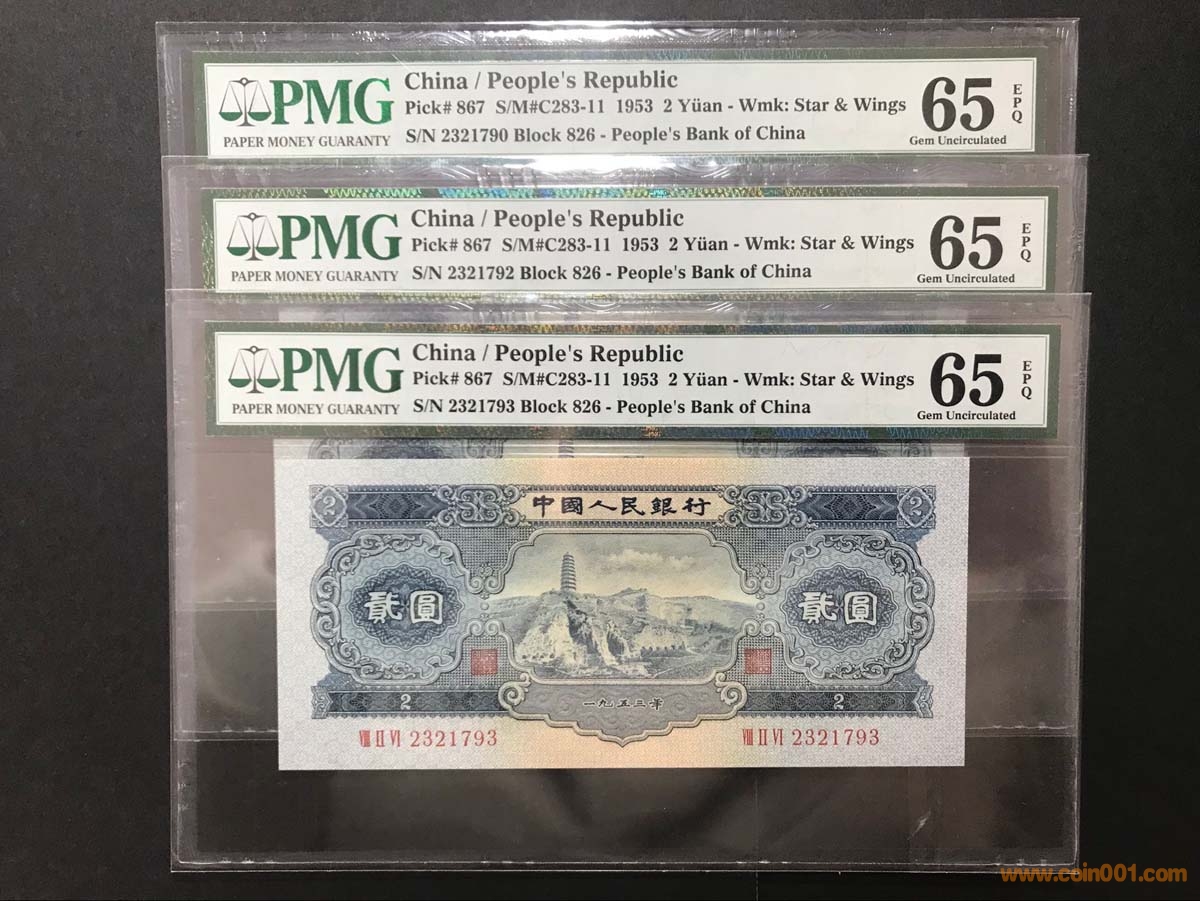 PMG
PAPER MONEY GUARANTY
China / People's Republic
Pick# 867 S/M#C283-11 1953 2 Yüan - Wmk: Star & Wings
S/N 2321790 Block 826 - People's Bank of China
65
EPQ
Gem Uncirculated
PMG
PAPER MONEY GUARANTY
China / People's Republic
Pick# 867 S/M#C283-11 1953 2 Yüan - Wmk: Star & Wings
S/N 2321792 Block 826 - People's Bank of China
65
EPQ
Gem Uncirculated
PMG
PAPER MONEY GUARANTY
China / People's Republic
Pick# 867 S/M#C283-11 1953 2 Yüan - Wmk: Star & Wings
S/N 2321793 Block 826 - People's Bank of China
65
EPQ
Gem Uncirculated
2 中國人民銀行 2
貳圓 貳圓
2 一九五三年 2
VIII II VI 2321793 VIII II VI 2321793
www.coin001.com